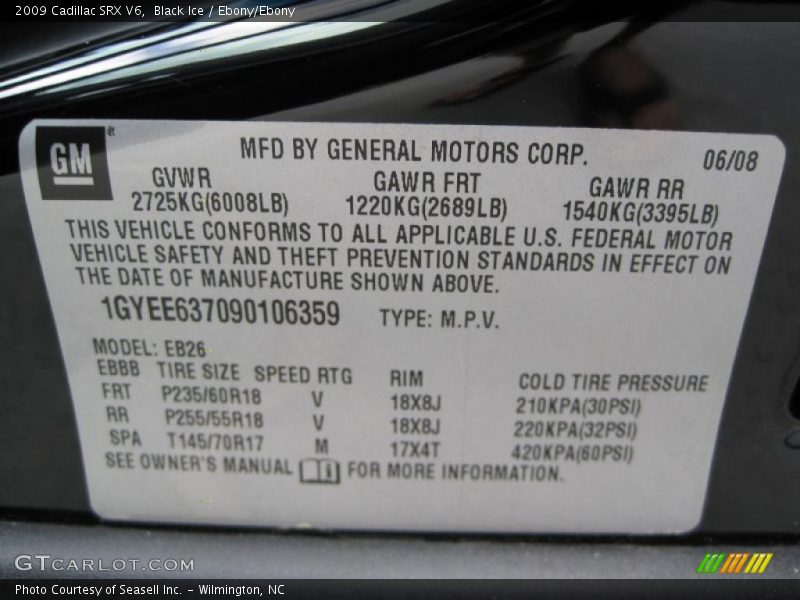 2009 Cadillac SRX V6, Black Ice / Ebony/Ebony
GM ®
MFD BY GENERAL MOTORS CORP. 06/08
GVWR GAWR FRT GAWR RR
2725KG(6008LB) 1220KG(2689LB) 1540KG(3395LB)
THIS VEHICLE CONFORMS TO ALL APPLICABLE U.S. FEDERAL MOTOR
VEHICLE SAFETY AND THEFT PREVENTION STANDARDS IN EFFECT ON
THE DATE OF MANUFACTURE SHOWN ABOVE.
1GYEE637090106359 TYPE: M.P.V.
MODEL: EB26
EBBB TIRE SIZE SPEED RTG RIM COLD TIRE PRESSURE
FRT P235/60R18 V 18X8J 210KPA(30PSI)
RR P255/55R18 V 18X8J 220KPA(32PSI)
SPA T145/70R17 M 17X4T 420KPA(60PSI)
SEE OWNER'S MANUAL FOR MORE INFORMATION.
GTCARLOT.COM
Photo Courtesy of Seasell Inc. - Wilmington, NC